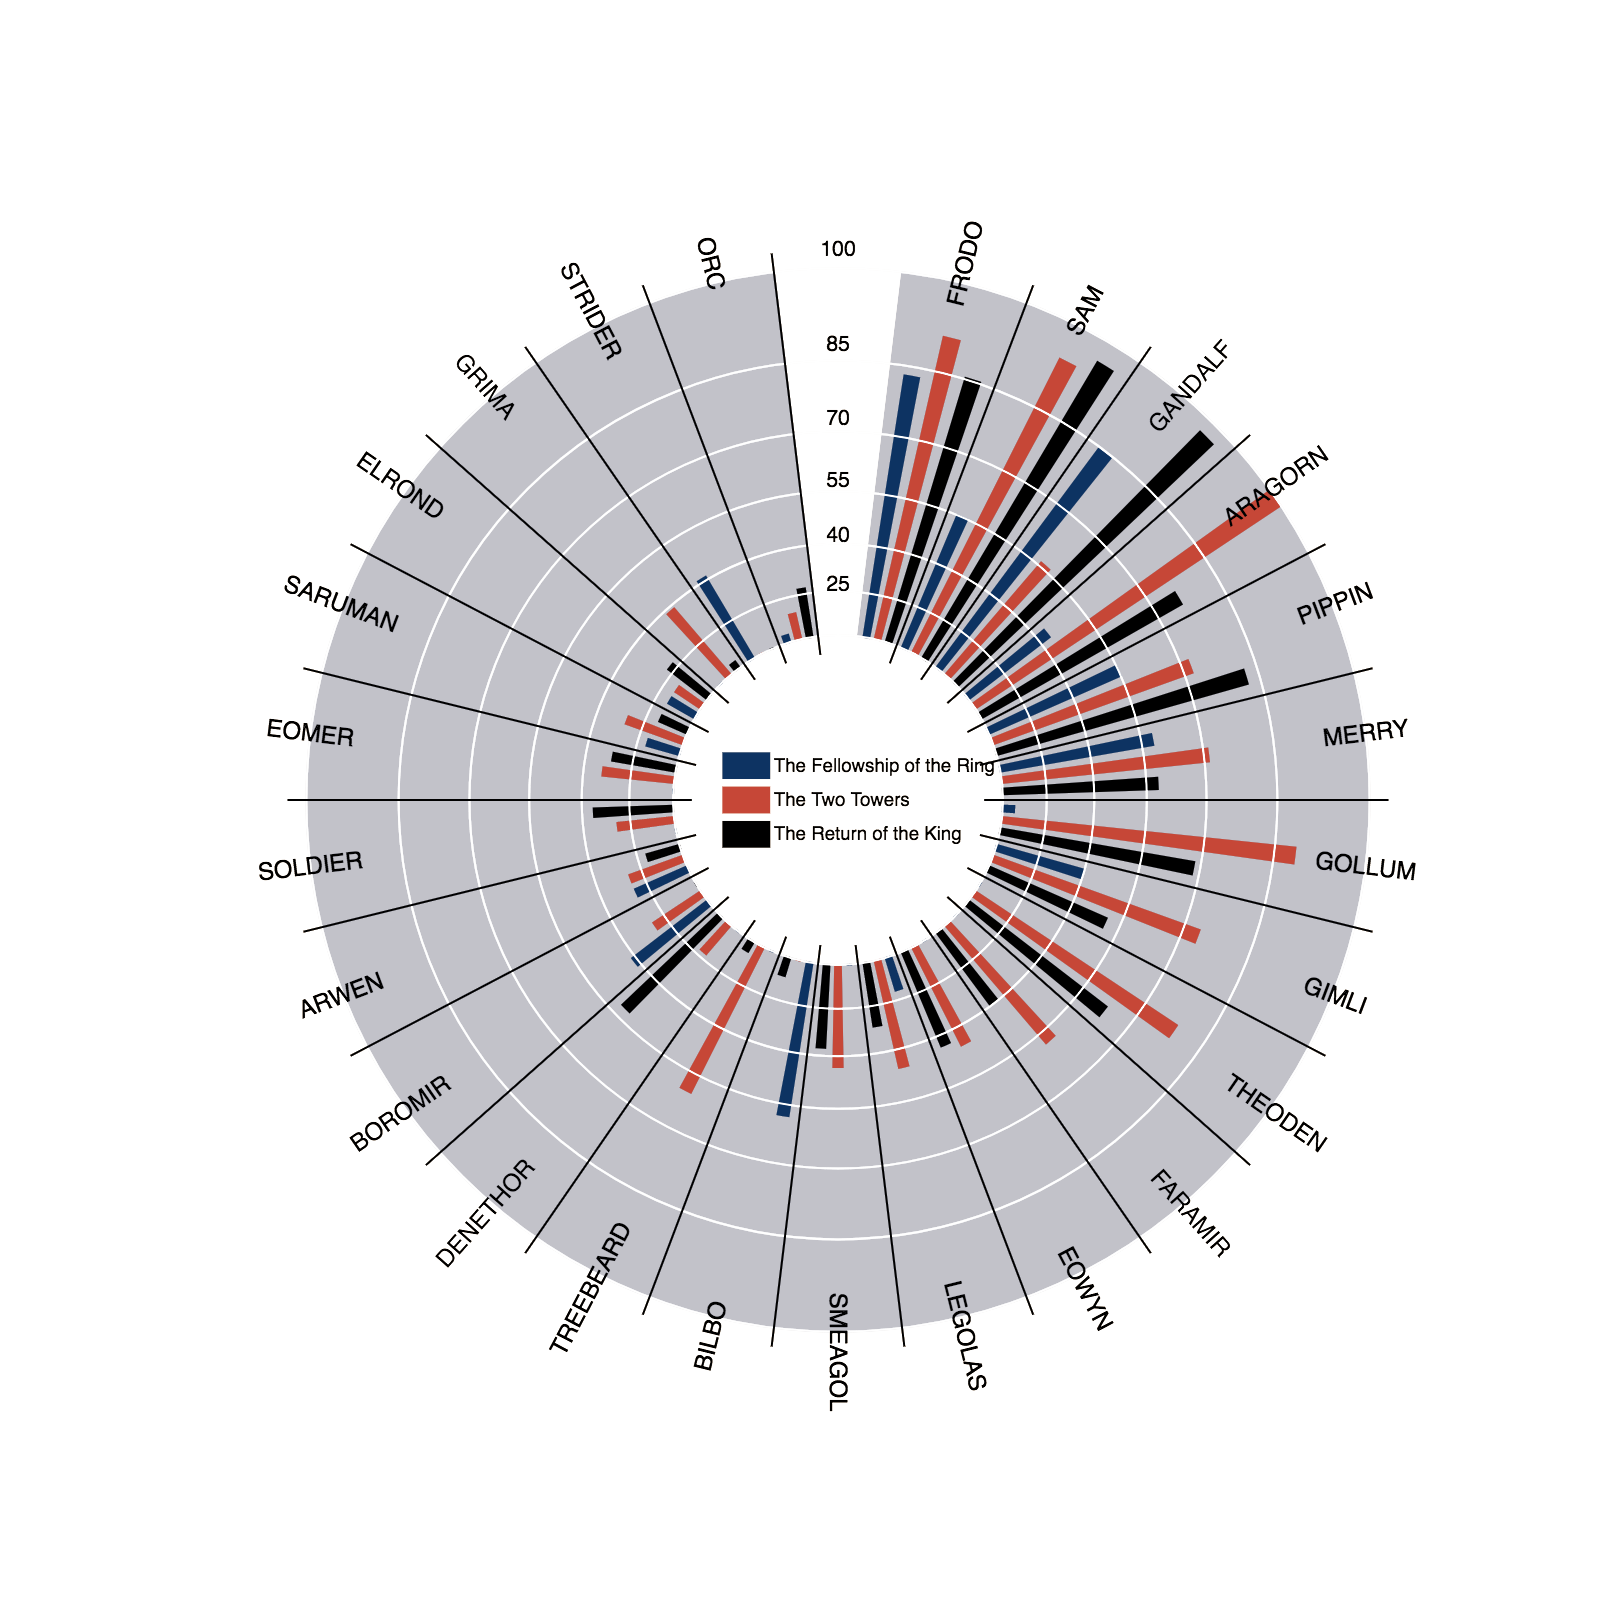 100
85
70
55
40
25
FRODO
SAM
GANDALF
ARAGORN
PIPPIN
MERRY
GOLLUM
GIMLI
THEODEN
FARAMIR
EOWYN
LEGOLAS
SMEAGOL
BILBO
TREEBEARD
DENETHOR
BOROMIR
ARWEN
SOLDIER
EOMER
SARUMAN
ELROND
GRIMA
STRIDER
ORC
The Fellowship of the Ring
The Two Towers
The Return of the King